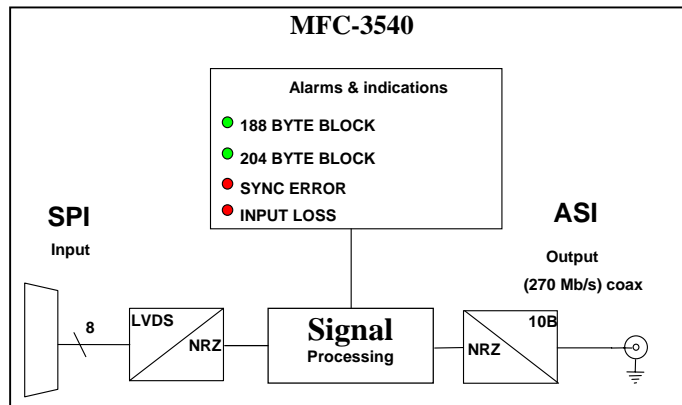 MFC-3540
Alarms & indications
188 BYTE BLOCK
204 BYTE BLOCK
SYNC ERROR
INPUT LOSS
SPI
Input
ASI
Output
(270 Mb/s) coax
8
LVDS
NRZ
Signal
Processing
10B
NRZ